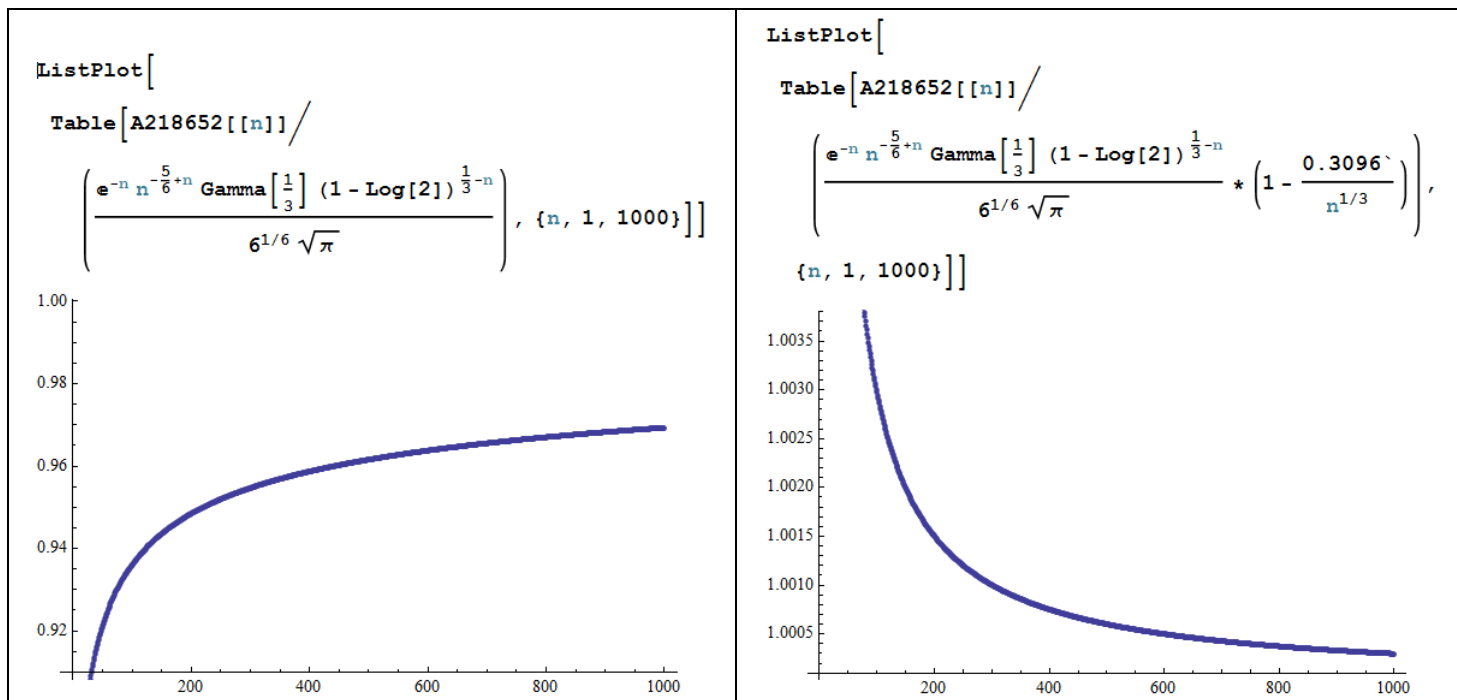 ListPlot[
Table[A218652[[n]]/
(e^(-n) n^(-5/6+n) Gamma[1/3] (1 - Log[2])^(1/3-n) / (6^(1/6) √π)), {n, 1, 1000}]]
1.00
0.98
0.96
0.94
0.92
200 400 600 800 1000
ListPlot[
Table[A218652[[n]]/
(e^(-n) n^(-5/6+n) Gamma[1/3] (1 - Log[2])^(1/3-n) / (6^(1/6) √π) * (1 - 0.3096`/n^(1/3))),
{n, 1, 1000}]]
1.0035
1.0030
1.0025
1.0020
1.0015
1.0010
1.0005
200 400 600 800 1000